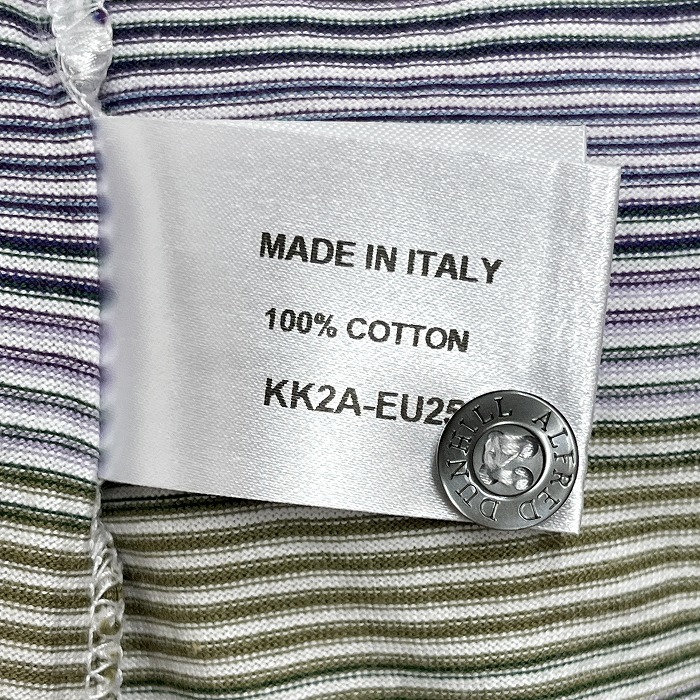 MADE IN ITALY
100% COTTON
KK2A-EU25
ALFRED DUNHILL